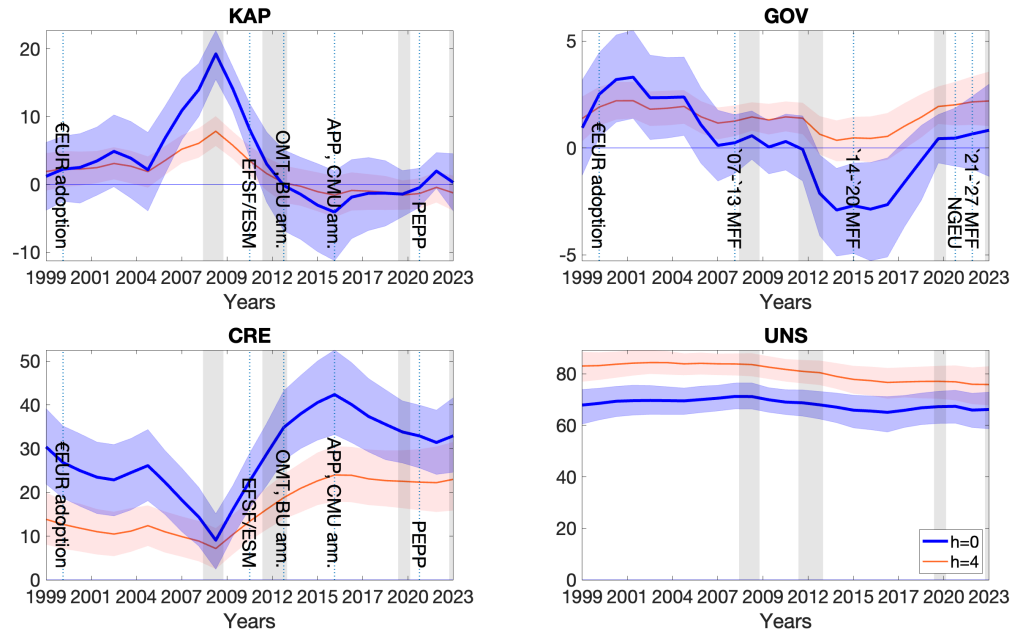 KAP
20
10
0
-10
€EUR adoption
EFSF/ESM
OMT, BU ann.
APP, CMU ann.
PEPP
1999 2001 2004 2007 2009 2012 2015 2017 2020 2023
Years
GOV
5
0
-5
€EUR adoption
`07-`13 MFF
`14-`20 MFF
NGEU
`21-`27 MFF
1999 2001 2004 2007 2009 2012 2015 2017 2020 2023
Years
CRE
50
40
30
20
10
0
€EUR adoption
EFSF/ESM
OMT, BU ann.
APP, CMU ann.
PEPP
1999 2001 2004 2007 2009 2012 2015 2017 2020 2023
Years
UNS
80
60
40
20
0
h=0
h=4
1999 2001 2004 2007 2009 2012 2015 2017 2020 2023
Years